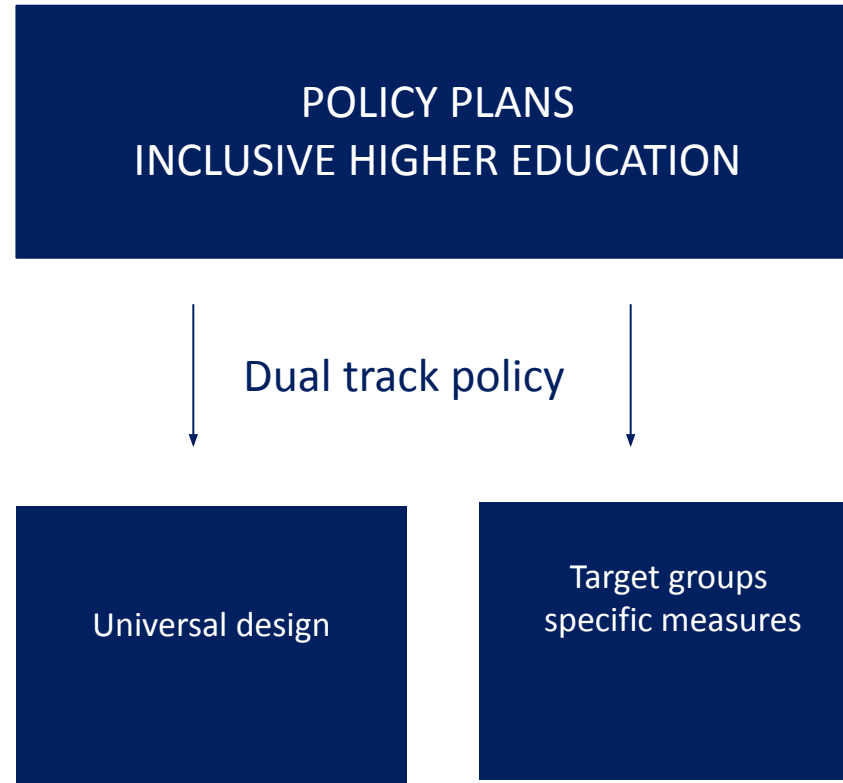 POLICY PLANS
INCLUSIVE HIGHER EDUCATION
Dual track policy
Universal design
Target groups
specific measures